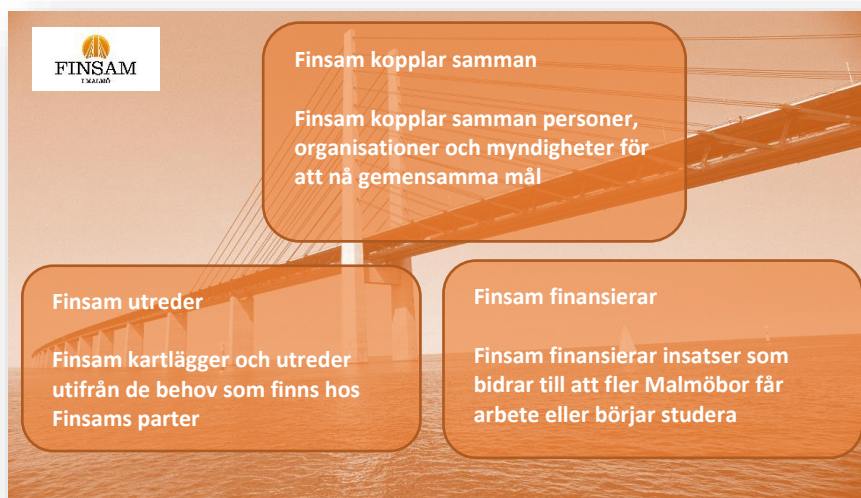 FINSAM
I MALMÖ
Finsam kopplar samman
Finsam kopplar samman personer,
organisationer och myndigheter för
att nå gemensamma mål
Finsam utreder
Finsam kartlägger och utreder
utifrån de behov som finns hos
Finsams parter
Finsam finansierar
Finsam finansierar insatser som
bidrar till att fler Malmöbor får
arbete eller börjar studera